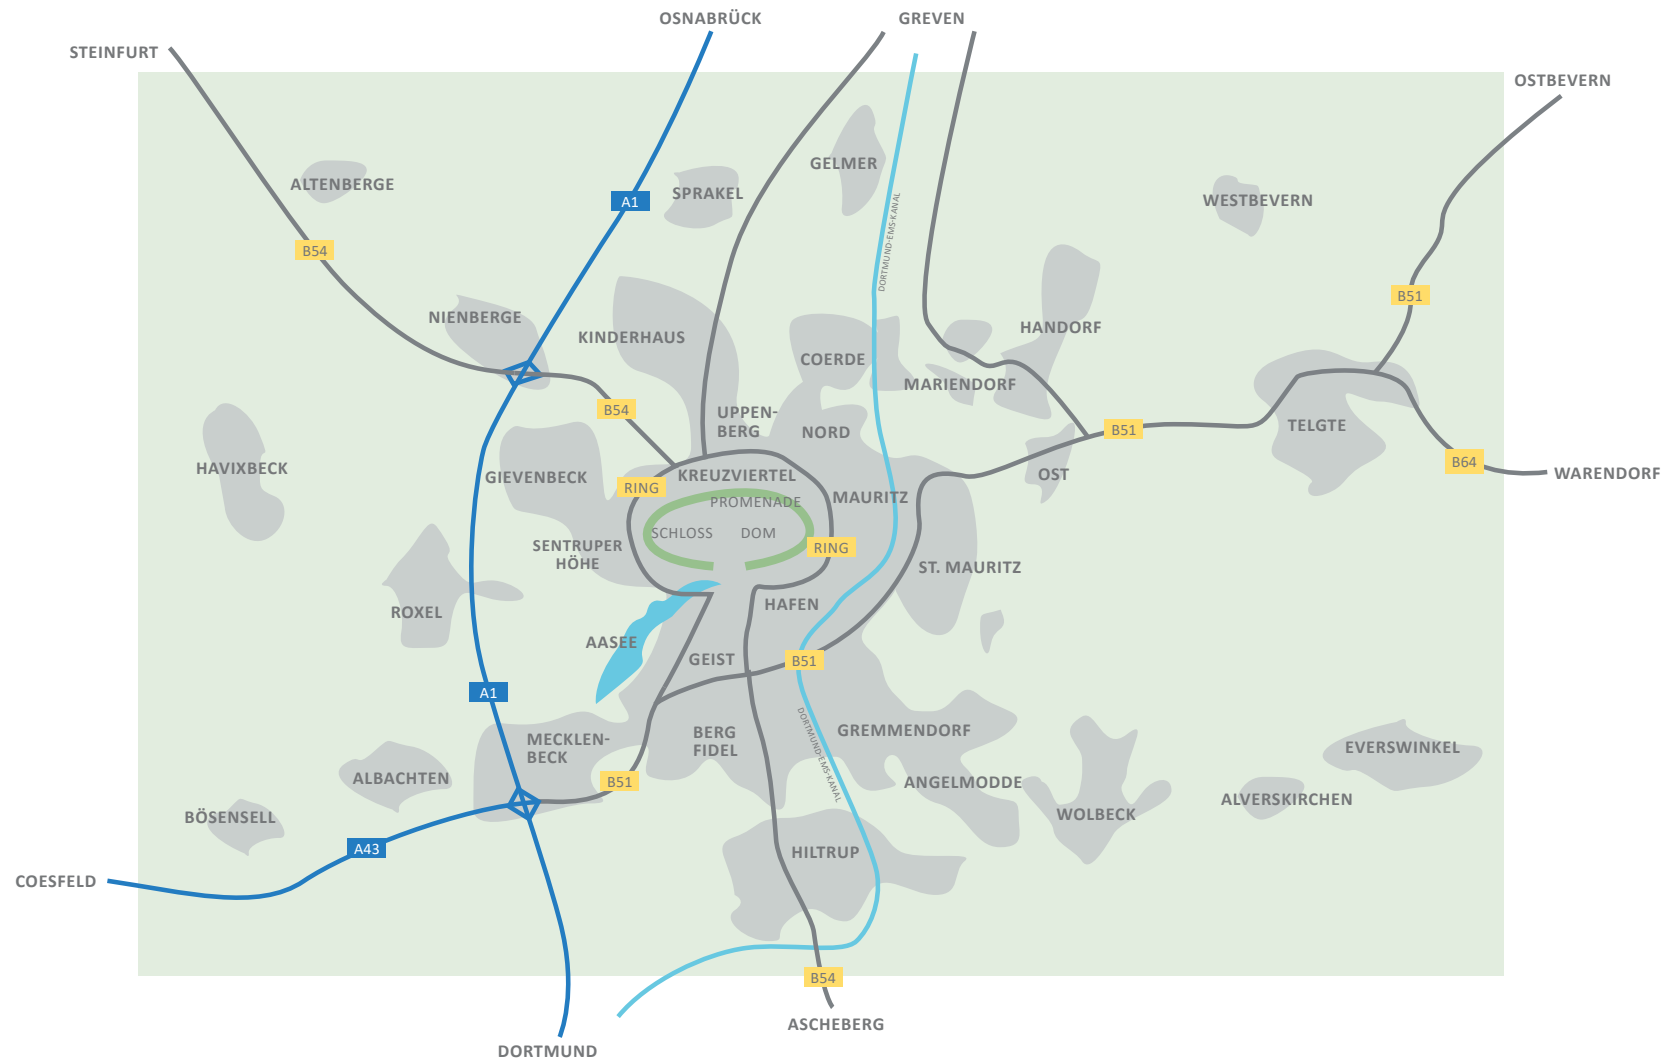 OSNABRÜCK
GREVEN
STEINFURT
OSTBEVERN
GELMER
ALTENBERGE
SPRAKEL
A1
WESTBEVERN
DORTMUND-EMS-KANAL
B54
B51
NIENBERGE
KINDERHAUS
HANDORF
COERDE
MARIENDORF
B54
UPPEN-
BERG
NORD
B51
TELGTE
HAVIXBECK
GIEVENBECK
KREUZVIERTEL
OST
B64
WARENDORF
RING
PROMENADE
MAURITZ
SCHLOSS
DOM
SENTRUPER
HÖHE
RING
ST. MAURITZ
ROXEL
HAFEN
AASEE
GEIST
B51
A1
DORTMUND-EMS-KANAL
MECKLEN-
BECK
BERG
FIDEL
GREMMENDORF
EVERSWINKEL
ALBACHTEN
B51
ANGELMODDE
ALVERSKIRCHEN
BÖSENSELL
WOLBECK
A43
HILTRUP
COESFELD
B54
ASCHEBERG
DORTMUND